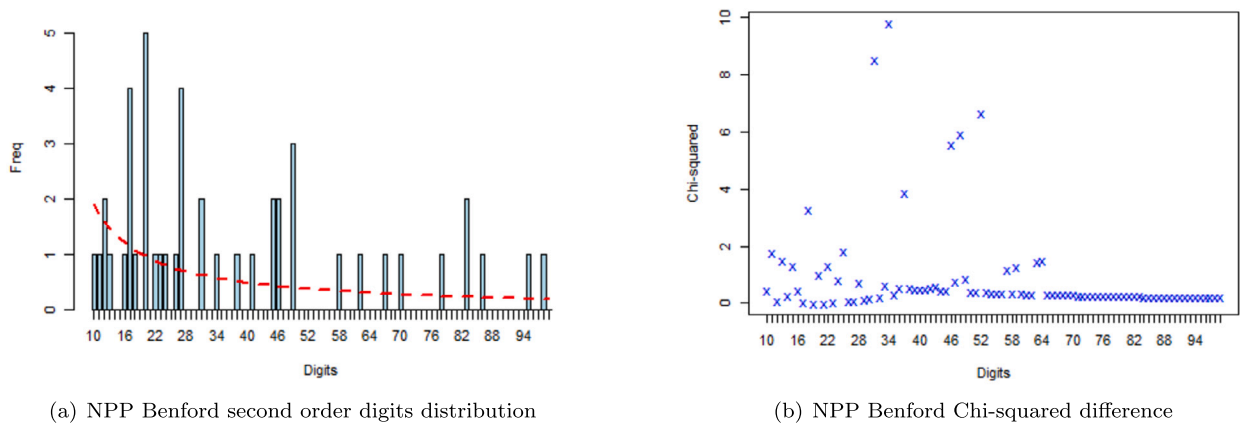 5
4
3
2
1
0
Freq
10 16 22 28 34 40 46 52 58 64 70 76 82 88 94
Digits
(a) NPP Benford second order digits distribution
10
8
6
4
2
0
Chi-squared
10 16 22 28 34 40 46 52 58 64 70 76 82 88 94
Digits
(b) NPP Benford Chi-squared difference